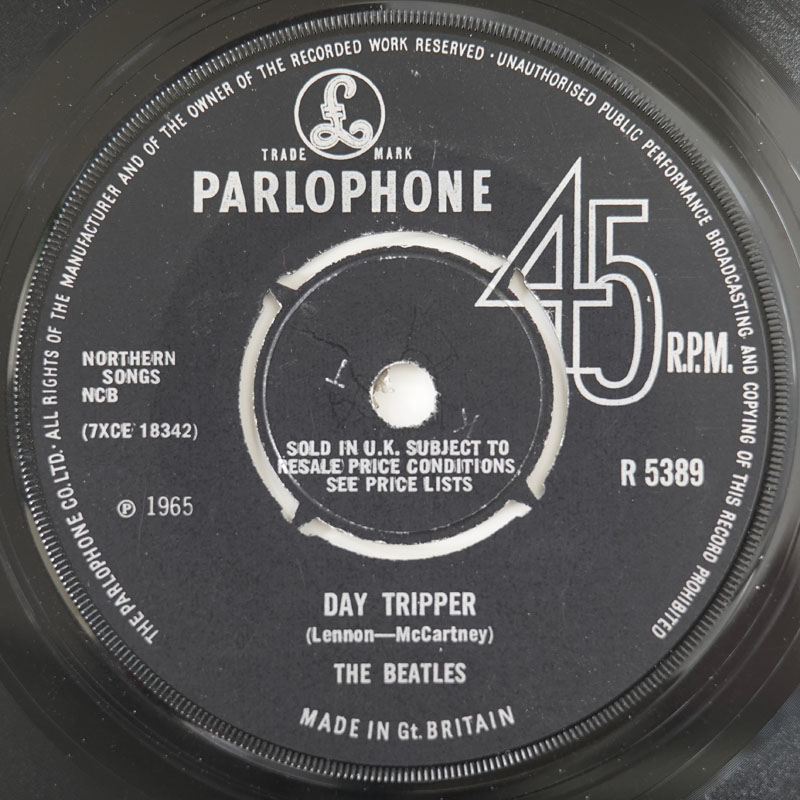 THE PARLOPHONE CO. LTD. · ALL RIGHTS OF THE MANUFACTURER AND OF THE OWNER OF THE RECORDED WORK RESERVED · UNAUTHORISED PUBLIC PERFORMANCE BROADCASTING AND COPYING OF THIS RECORD PROHIBITED
£
TRADE MARK
PARLOPHONE
45 R.P.M.
NORTHERN
SONGS
NCB
(7XCE 18342)
SOLD IN U.K. SUBJECT TO
RESALE PRICE CONDITIONS,
SEE PRICE LISTS
R 5389
℗ 1965
DAY TRIPPER
(Lennon—McCartney)
THE BEATLES
MADE IN Gt. BRITAIN